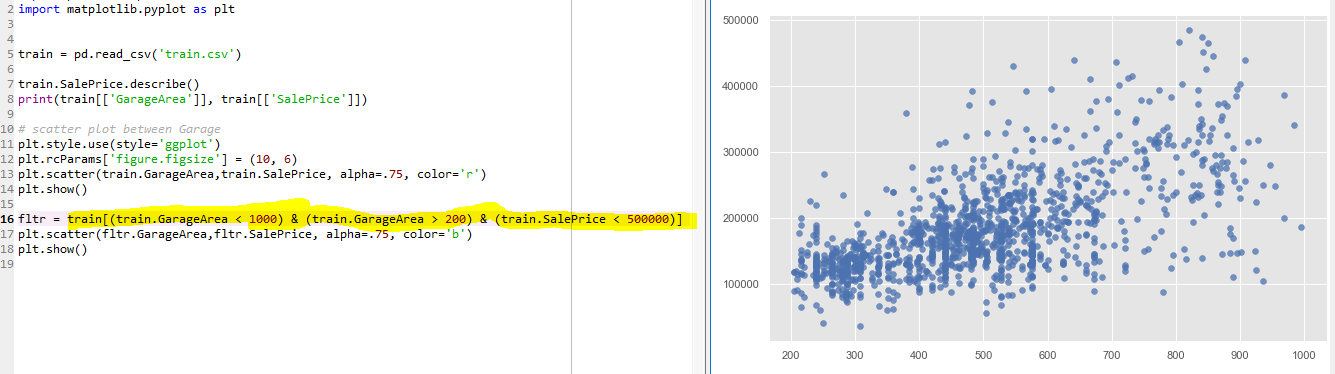 2 import matplotlib.pyplot as plt
3
4
5 train = pd.read_csv('train.csv')
6
7 train.SalePrice.describe()
8 print(train[['GarageArea']], train[['SalePrice']])
9
10 # scatter plot between Garage
11 plt.style.use(style='ggplot')
12 plt.rcParams['figure.figsize'] = (10, 6)
13 plt.scatter(train.GarageArea,train.SalePrice, alpha=.75, color='r')
14 plt.show()
15
16 fltr = train[(train.GarageArea < 1000) & (train.GarageArea > 200) & (train.SalePrice < 500000)]
17 plt.scatter(fltr.GarageArea,fltr.SalePrice, alpha=.75, color='b')
18 plt.show()
19
500000
400000
300000
200000
100000
200 300 400 500 600 700 800 900 1000